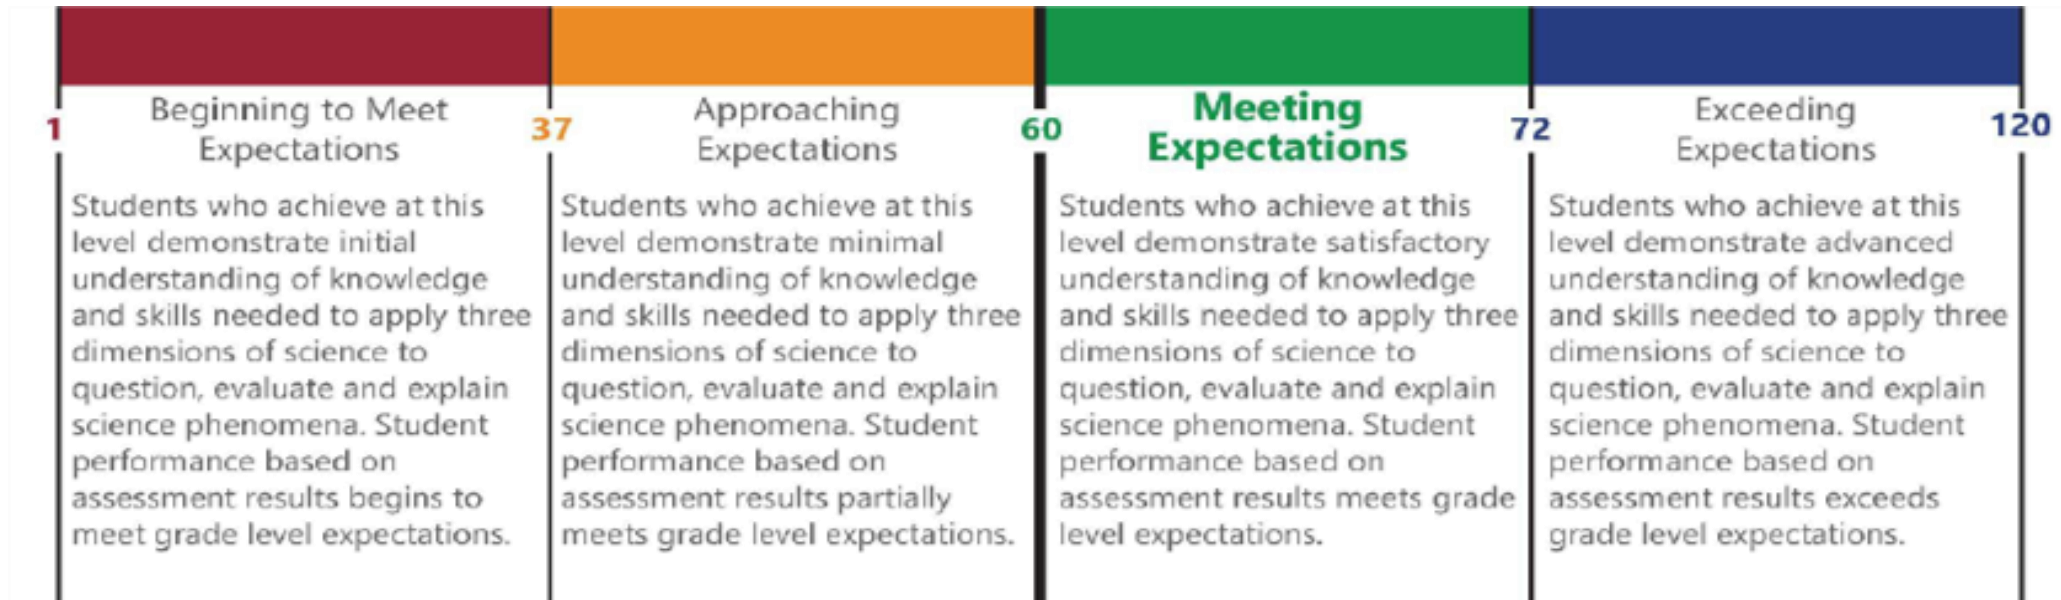 1
Beginning to Meet
Expectations
37
Approaching
Expectations
60
Meeting
Expectations
72
Exceeding
Expectations
120
Students who achieve at this
level demonstrate initial
understanding of knowledge
and skills needed to apply three
dimensions of science to
question, evaluate and explain
science phenomena. Student
performance based on
assessment results begins to
meet grade level expectations.
Students who achieve at this
level demonstrate minimal
understanding of knowledge
and skills needed to apply three
dimensions of science to
question, evaluate and explain
science phenomena. Student
performance based on
assessment results partially
meets grade level expectations.
Students who achieve at this
level demonstrate satisfactory
understanding of knowledge
and skills needed to apply three
dimensions of science to
question, evaluate and explain
science phenomena. Student
performance based on
assessment results meets grade
level expectations.
Students who achieve at this
level demonstrate advanced
understanding of knowledge
and skills needed to apply three
dimensions of science to
question, evaluate and explain
science phenomena. Student
performance based on
assessment results exceeds
grade level expectations.